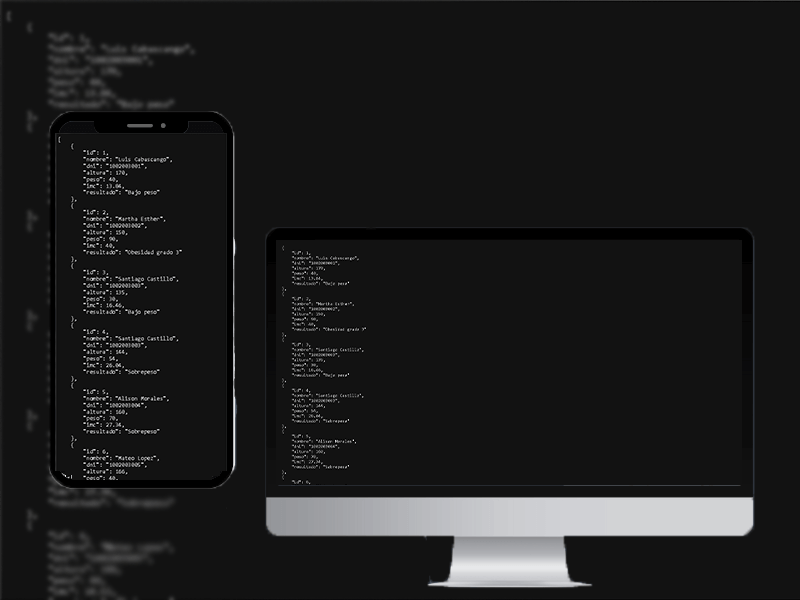 [
{
"id": 1,
"nombre": "Luis Cabascango",
"dni": "1002003001",
"altura": 170,
"peso": 40,
"imc": 13.84,
"resultado": "Bajo peso"
},
{
"id": 2,
"nombre": "Martha Esther",
"dni": "1002003002",
"altura": 150,
"peso": 90,
"imc": 40,
"resultado": "Obesidad grado 3"
},
{
"id": 3,
"nombre": "Santiago Castillo",
"dni": "1002003003",
"altura": 135,
"peso": 30,
"imc": 16.46,
"resultado": "Bajo peso"
},
{
"id": 4,
"nombre": "Santiago Castillo",
"dni": "1002003003",
"altura": 144,
"peso": 54,
"imc": 26.04,
"resultado": "Sobrepeso"
},
{
"id": 5,
"nombre": "Alison Morales",
"dni": "1002003004",
"altura": 160,
"peso": 70,
"imc": 27.34,
"resultado": "Sobrepeso"
},
{
"id": 6,
"nombre": "Mateo Lopez",
"dni": "1002003005",
"altura": 166,
"peso": 60,
[
{
"id": 1,
"nombre": "Luis Cabascango",
"dni": "1002003001",
"altura": 170,
"peso": 40,
"imc": 13.84,
"resultado": "Bajo peso"
},
{
"id": 2,
"nombre": "Martha Esther",
"dni": "1002003002",
"altura": 150,
"peso": 90,
"imc": 40,
"resultado": "Obesidad grado 3"
},
{
"id": 3,
"nombre": "Santiago Castillo",
"dni": "1002003003",
"altura": 135,
"peso": 30,
"imc": 16.46,
"resultado": "Bajo peso"
},
{
"id": 4,
"nombre": "Santiago Castillo",
"dni": "1002003003",
"altura": 144,
"peso": 54,
"imc": 26.04,
"resultado": "Sobrepeso"
},
{
"id": 5,
"nombre": "Alison Morales",
"dni": "1002003004",
"altura": 160,
"peso": 70,
"imc": 27.34,
"resultado": "Sobrepeso"
},
{
"id": 6,